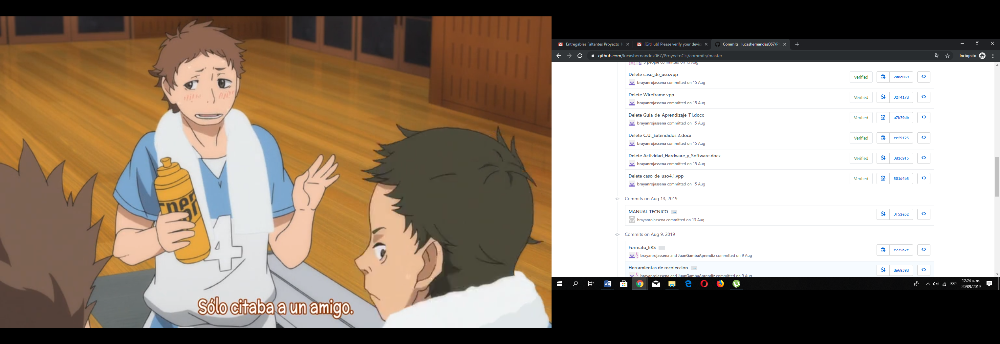 Sólo citaba a un amigo.
4
Entregables Faltantes Proyecto
[GitHub] Please verify your devic
Commits · lucashernandez067/P
github.com/lucashernandez067/ProyectoCis/commits/master
Incógnito
3 people committed on 15 Aug
Delete caso_de_uso.vpp
brayanrojassena committed on 15 Aug
Verified
200e069
Delete Wireframe.vpp
brayanrojassena committed on 15 Aug
Verified
32f417d
Delete Guia_de_Aprendizaje_T1.docx
brayanrojassena committed on 15 Aug
Verified
a7b79db
Delete C.U._Extendidos 2.docx
brayanrojassena committed on 15 Aug
Verified
cef9f25
Delete Actividad_Hardware_y_Software.docx
brayanrojassena committed on 15 Aug
Verified
3d1c9f5
Delete caso_de_uso4.1.vpp
brayanrojassena committed on 15 Aug
Verified
501d4b3
Commits on Aug 13, 2019
MANUAL TECNICO ...
brayanrojassena committed on 13 Aug
3f52e52
Commits on Aug 9, 2019
Formato_ERS ...
brayanrojassena and JuanGambaAprendiz committed on 9 Aug
c275a2c
Herramientas de recoleccion ...
brayanrojassena and JuanGambaAprendiz committed on 9 Aug
da6838d
ESP
12:24 a. m.
20/09/2019